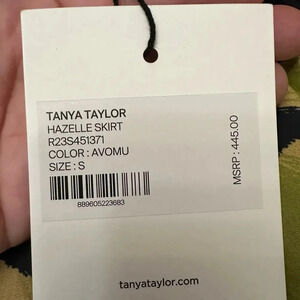 TANYA TAYLOR
HAZELLE SKIRT
R23S451371
COLOR : AVOMU
SIZE : S
889605223683
MSRP : 445.00
tanyataylor.com